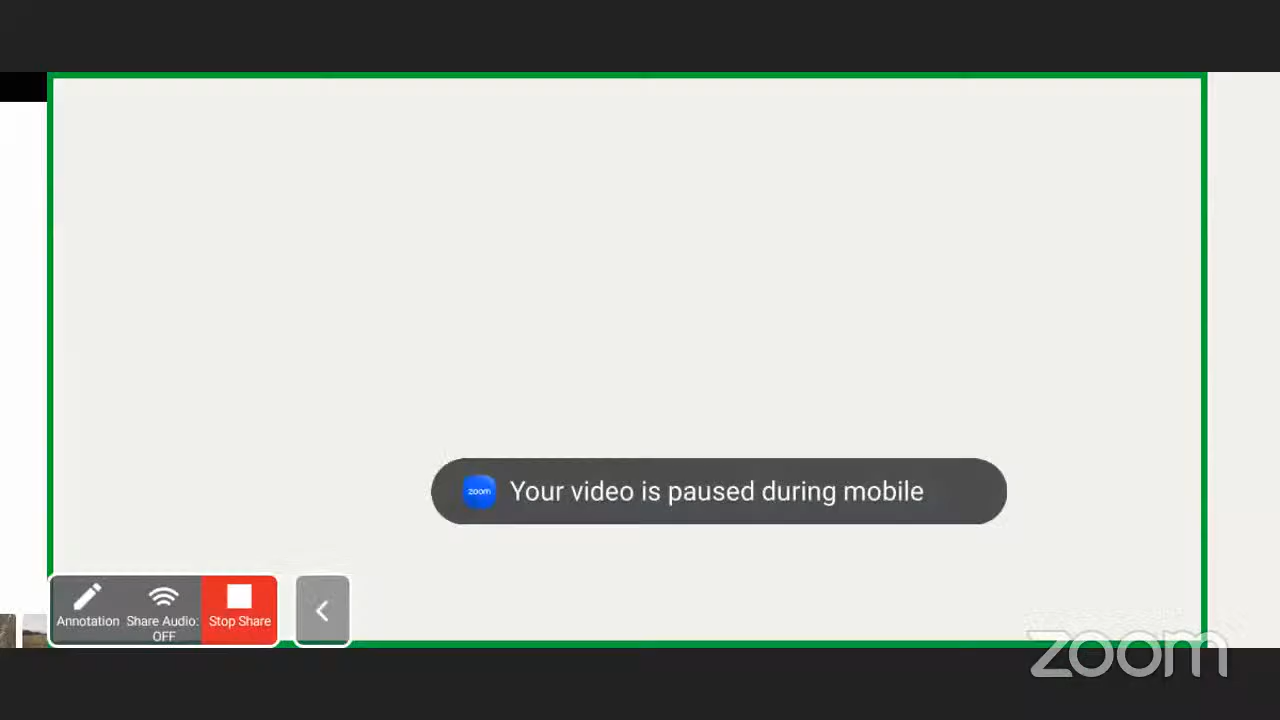 zoom Your video is paused during mobile
Annotation
Share Audio:
OFF
Stop Share
zoom